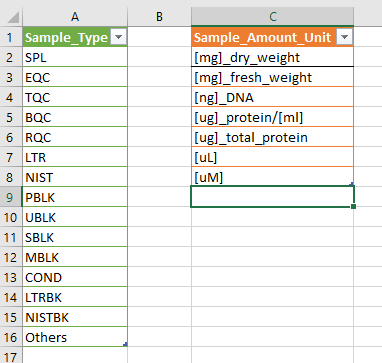 A B C
1 Sample_Type Sample_Amount_Unit
2 SPL [mg]_dry_weight
3 EQC [mg]_fresh_weight
4 TQC [ng]_DNA
5 BQC [ug]_protein/[ml]
6 RQC [ug]_total_protein
7 LTR [uL]
8 NIST [uM]
9 PBLK
10 UBLK
11 SBLK
12 MBLK
13 COND
14 LTRBK
15 NISTBK
16 Others
17